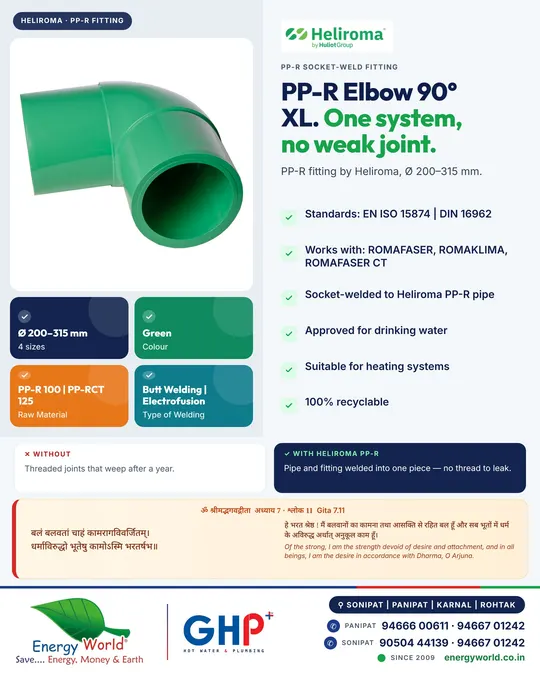 HELIROMA · PP-R FITTING
Heliroma®
by HulietGroup
PP-R SOCKET-WELD FITTING
PP-R Elbow 90°
XL. One system,
no weak joint.
PP-R fitting by Heliroma, Ø 200–315 mm.
Standards: EN ISO 15874 | DIN 16962
Works with: ROMAFASER, ROMAKLIMA,
ROMAFASER CT
Socket-welded to Heliroma PP-R pipe
Approved for drinking water
Suitable for heating systems
100% recyclable
Ø 200–315 mm
4 sizes
Green
Colour
PP-R 100 | PP-RCT
125
Raw Material
Butt Welding |
Electrofusion
Type of Welding
✕ WITHOUT
Threaded joints that weep after a year.
✓ WITH HELIROMA PP-R
Pipe and fitting welded into one piece — no thread to leak.
ॐ श्रीमद्भगवद्गीता अध्याय 7 · श्लोक 11 Gita 7.11
बलं बलवतां चाहं कामरागविवर्जितम्।
धर्माविरुद्धो भूतेषु कामोऽस्मि भरतर्षभ॥
हे भरत श्रेष्ठ ! मैं बलवानों का कामना तथा आसक्ति से रहित बल हूँ और सब भूतों में धर्म
के अविरुद्ध अर्थात् अनुकूल काम हूँ।
Of the strong, I am the strength devoid of desire and attachment, and in all
beings, I am the desire in accordance with Dharma, O Arjuna.
Energy World®
Save.... Energy, Money & Earth
GHP+
HOT WATER & PLUMBING
SONIPAT | PANIPAT | KARNAL | ROHTAK
PANIPAT 94666 00611 · 94667 01242
SONIPAT 90504 44139 · 94667 01242
SINCE 2009 energyworld.co.in